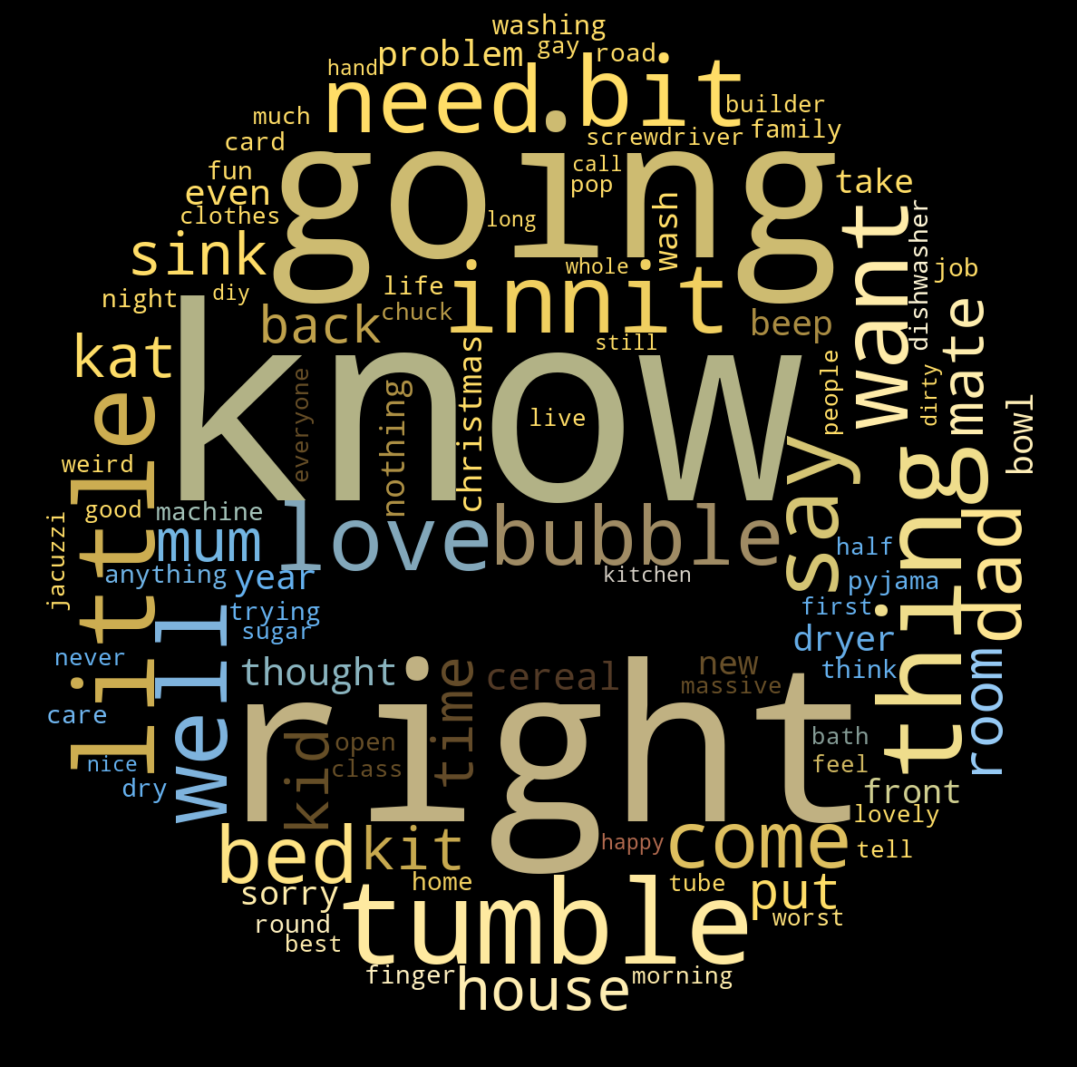 washing
problem gay road
hand
need bit
much builder
card screwdriver family
going
fun call take
even pop
clothes long wash want dishwasher
sink whole job
night diy life innit mate
back chuck beep
kat still
know
little everyone nothing christmas live people dirty bowl
weird say thing
good machine love bubble dad
jacuzzi mum half
anything year kitchen pyjama
trying first
sugar dryer
never well thought time cereal new think room
massive
care right
kid open bath
nice class feel
dry front
lovely
bed kit happy come tell
home tube put
sorry tumble worst
round
best
finger house morning